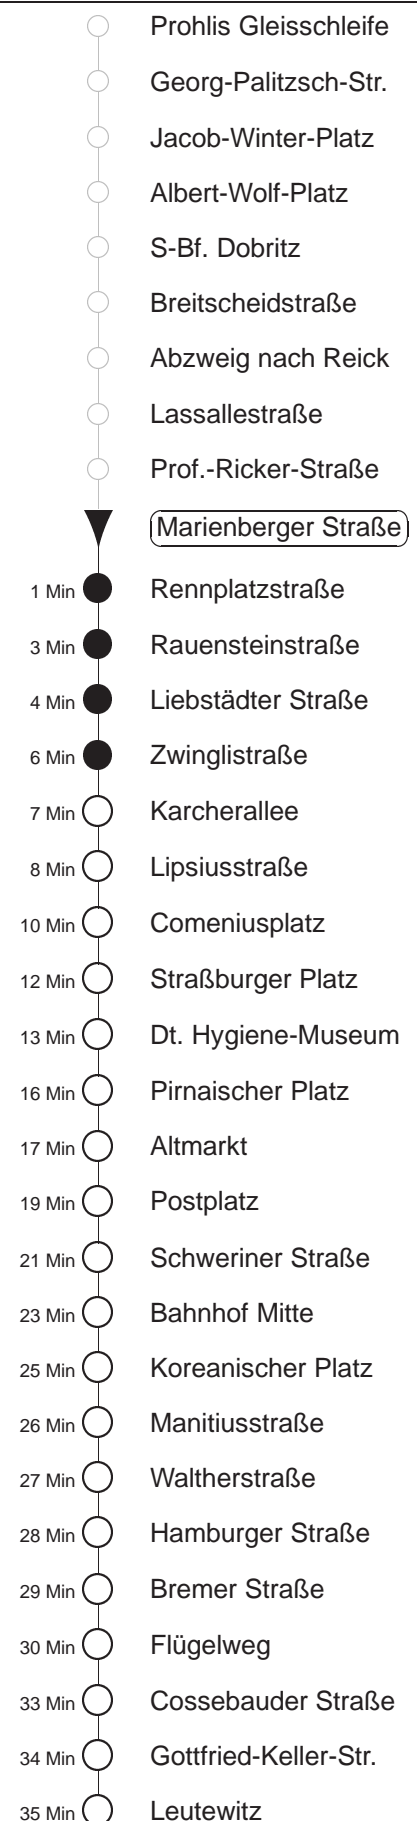 Prohlis Gleisschleife
Georg-Palitzsch-Str.
Jacob-Winter-Platz
Albert-Wolf-Platz
S-Bf. Dobritz
Breitscheidstraße
Abzweig nach Reick
Lassallestraße
Prof.-Ricker-Straße
Marienberger Straße
1 Min Rennplatzstraße
3 Min Rauensteinstraße
4 Min Liebstädter Straße
6 Min Zwinglistraße
7 Min Karcherallee
8 Min Lipsiusstraße
10 Min Comeniusplatz
12 Min Straßburger Platz
13 Min Dt. Hygiene-Museum
16 Min Pirnaischer Platz
17 Min Altmarkt
19 Min Postplatz
21 Min Schweriner Straße
23 Min Bahnhof Mitte
25 Min Koreanischer Platz
26 Min Manitiusstraße
27 Min Waltherstraße
28 Min Hamburger Straße
29 Min Bremer Straße
30 Min Flügelweg
33 Min Cossebauder Straße
34 Min Gottfried-Keller-Str.
35 Min Leutewitz